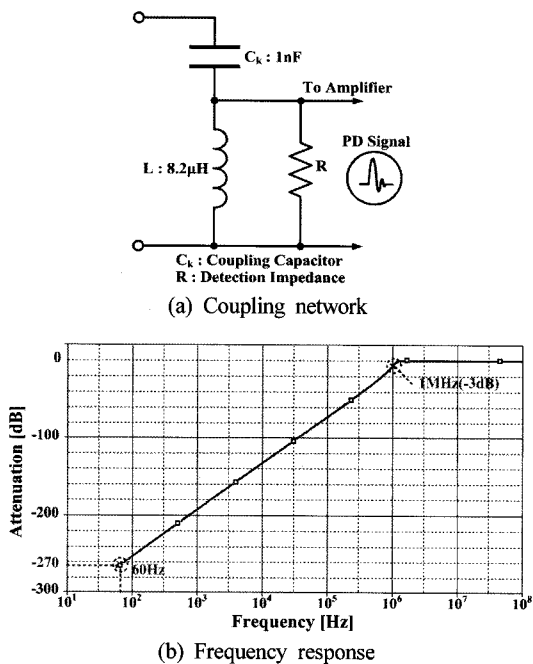 Cₖ : 1nF
To Amplifier
PD Signal
L : 8.2µH
R
Cₖ : Coupling Capacitor
R : Detection Impedance
(a) Coupling network
0
-100
-200
-270
-300
Attenuation [dB]
1MHz(-3dB)
60Hz
10¹ 10² 10³ 10⁴ 10⁵ 10⁶ 10⁷ 10⁸
Frequency [Hz]
(b) Frequency response